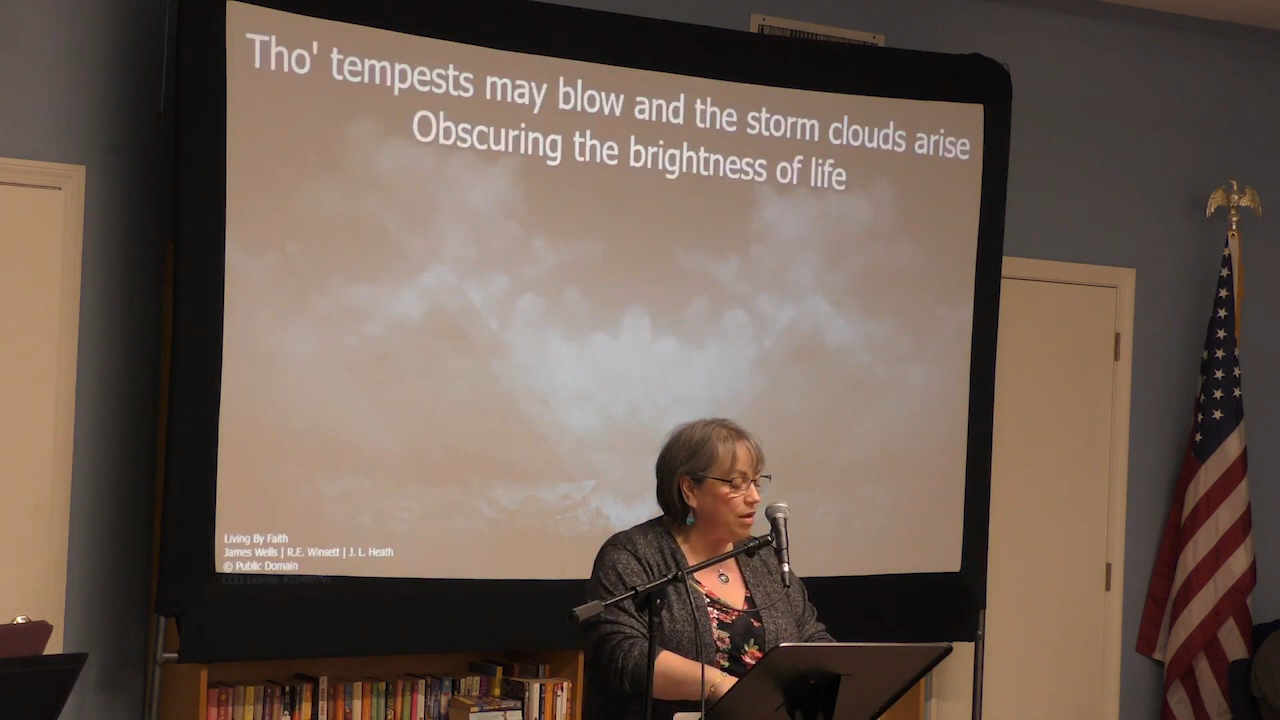 Tho' tempests may blow and the storm clouds arise
Obscuring the brightness of life
Living By Faith
James Wells | R.E. Winsett | J. L. Heath
© Public Domain